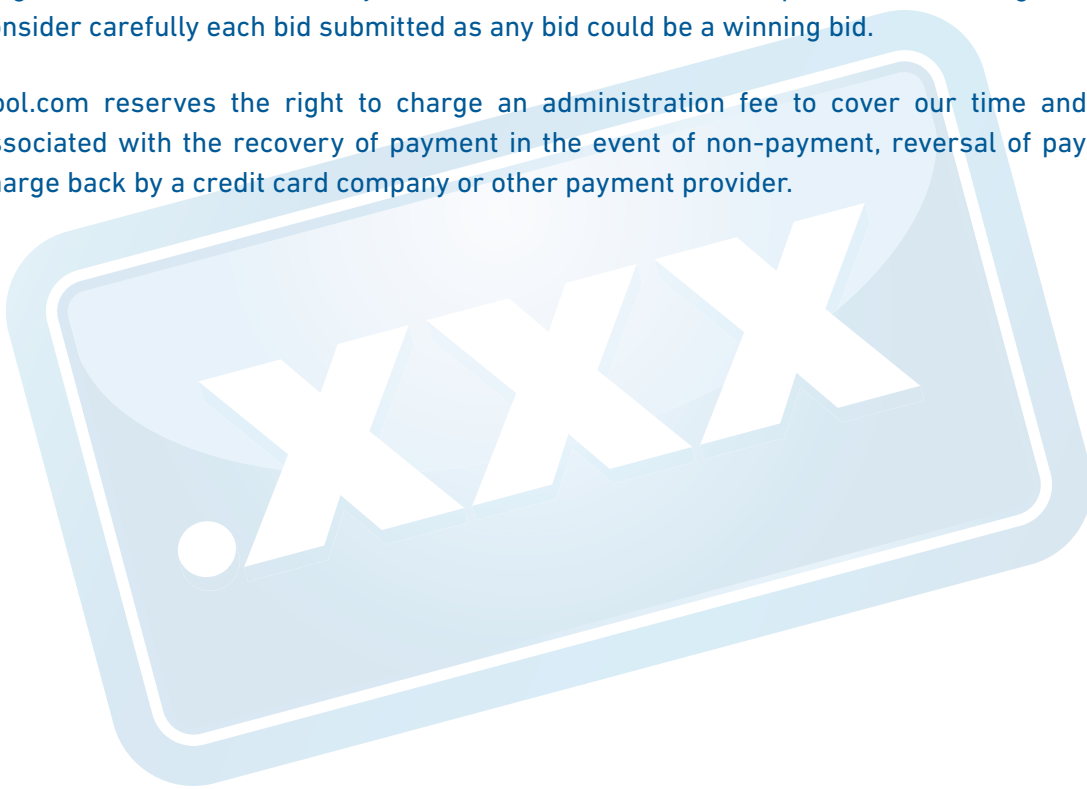 onsider carefully each bid submitted as any bid could be a winning bid.
ool.com reserves the right to charge an administration fee to cover our time and
ssociated with the recovery of payment in the event of non-payment, reversal of pay
harge back by a credit card company or other payment provider.
.XXX